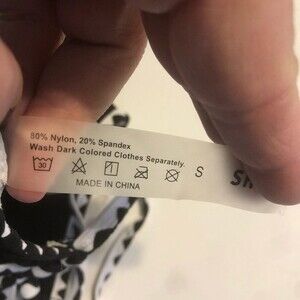 80% Nylon, 20% Spandex
Wash Dark Colored Clothes Separately.
30
S
MADE IN CHINA